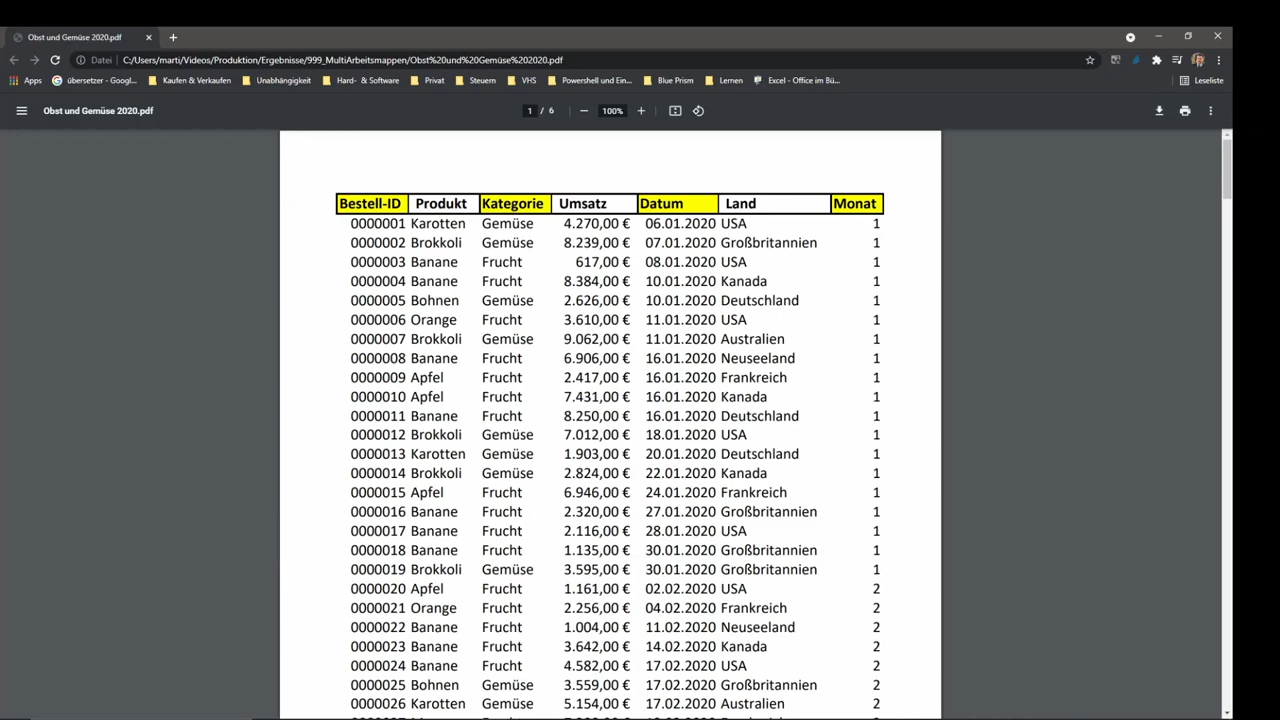 Obst und Gemüse 2020.pdf
Datei C:/Users/marti/Videos/Produktion/Ergebnisse/999_MultiArbeitsmappen/Obst%20und%20Gemüse%202020.pdf
Apps übersetzer - Googl... Kaufen & Verkaufen Unabhängigkeit Hard- & Software Privat Steuern VHS Powershell und Ein... Blue Prism Lernen Excel - Office im Bü... Leseliste
Obst und Gemüse 2020.pdf 1 / 6 100%
Bestell-ID Produkt Kategorie Umsatz Datum Land Monat
0000001 Karotten Gemüse 4.270,00 € 06.01.2020 USA 1
0000002 Brokkoli Gemüse 8.239,00 € 07.01.2020 Großbritannien 1
0000003 Banane Frucht 617,00 € 08.01.2020 USA 1
0000004 Banane Frucht 8.384,00 € 10.01.2020 Kanada 1
0000005 Bohnen Gemüse 2.626,00 € 10.01.2020 Deutschland 1
0000006 Orange Frucht 3.610,00 € 11.01.2020 USA 1
0000007 Brokkoli Gemüse 9.062,00 € 11.01.2020 Australien 1
0000008 Banane Frucht 6.906,00 € 16.01.2020 Neuseeland 1
0000009 Apfel Frucht 2.417,00 € 16.01.2020 Frankreich 1
0000010 Apfel Frucht 7.431,00 € 16.01.2020 Kanada 1
0000011 Banane Frucht 8.250,00 € 16.01.2020 Deutschland 1
0000012 Brokkoli Gemüse 7.012,00 € 18.01.2020 USA 1
0000013 Karotten Gemüse 1.903,00 € 20.01.2020 Deutschland 1
0000014 Brokkoli Gemüse 2.824,00 € 22.01.2020 Kanada 1
0000015 Apfel Frucht 6.946,00 € 24.01.2020 Frankreich 1
0000016 Banane Frucht 2.320,00 € 27.01.2020 Großbritannien 1
0000017 Banane Frucht 2.116,00 € 28.01.2020 USA 1
0000018 Banane Frucht 1.135,00 € 30.01.2020 Großbritannien 1
0000019 Brokkoli Gemüse 3.595,00 € 30.01.2020 Großbritannien 1
0000020 Apfel Frucht 1.161,00 € 02.02.2020 USA 2
0000021 Orange Frucht 2.256,00 € 04.02.2020 Frankreich 2
0000022 Banane Frucht 1.004,00 € 11.02.2020 Neuseeland 2
0000023 Banane Frucht 3.642,00 € 14.02.2020 Kanada 2
0000024 Banane Frucht 4.582,00 € 17.02.2020 USA 2
0000025 Bohnen Gemüse 3.559,00 € 17.02.2020 Großbritannien 2
0000026 Karotten Gemüse 5.154,00 € 17.02.2020 Australien 2